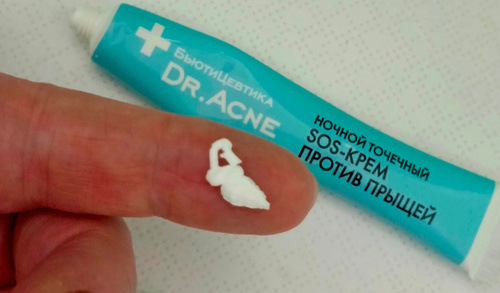 БьютиЦевтика
Dr. Acne
НОЧНОЙ ТОЧЕЧНЫЙ
SOS-КРЕМ
ПРОТИВ ПРЫЩЕЙ